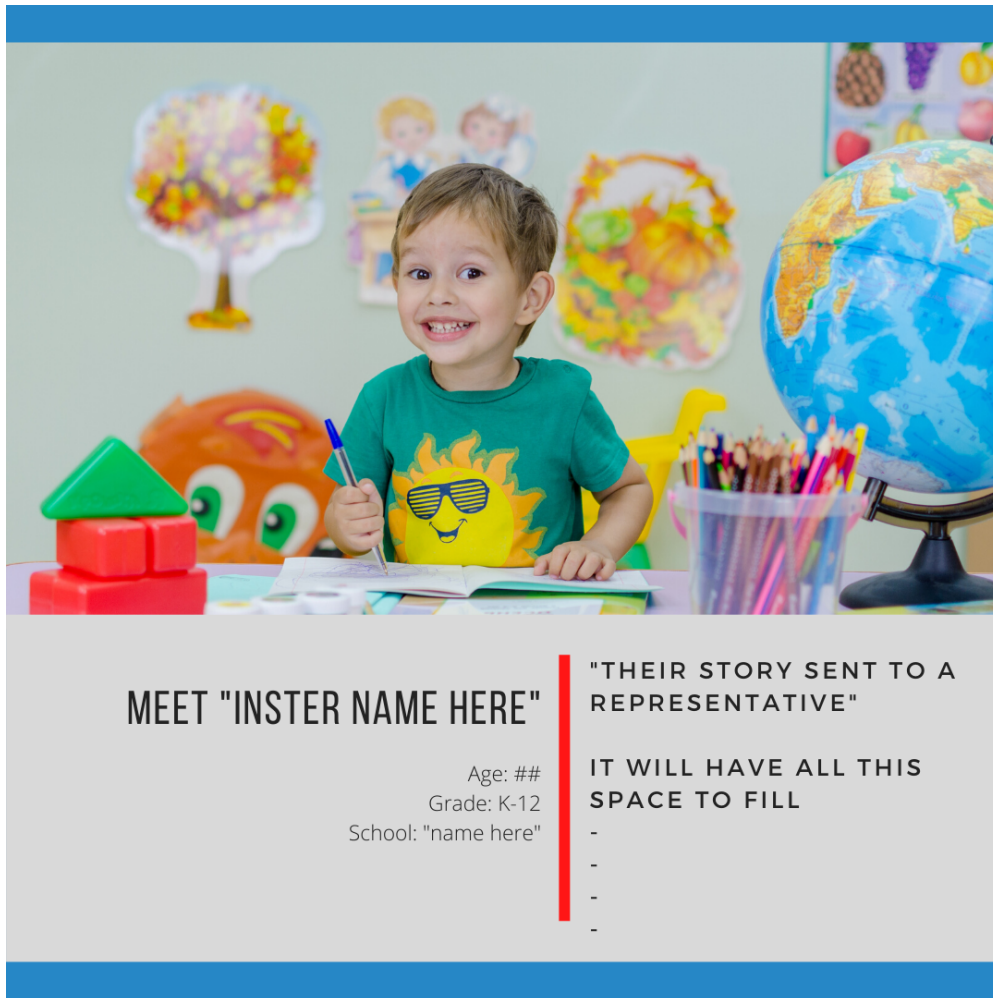 MEET "INSTER NAME HERE"
Age: ##
Grade: K-12
School: "name here"
"THEIR STORY SENT TO A
REPRESENTATIVE"
IT WILL HAVE ALL THIS
SPACE TO FILL
-
-
-
-